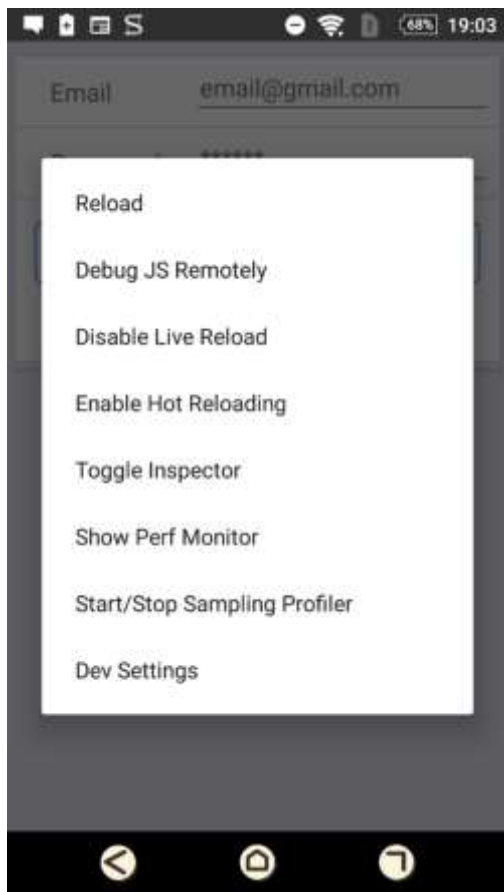 68% 19:03
Email email@gmail.com
******
Reload
Debug JS Remotely
Disable Live Reload
Enable Hot Reloading
Toggle Inspector
Show Perf Monitor
Start/Stop Sampling Profiler
Dev Settings